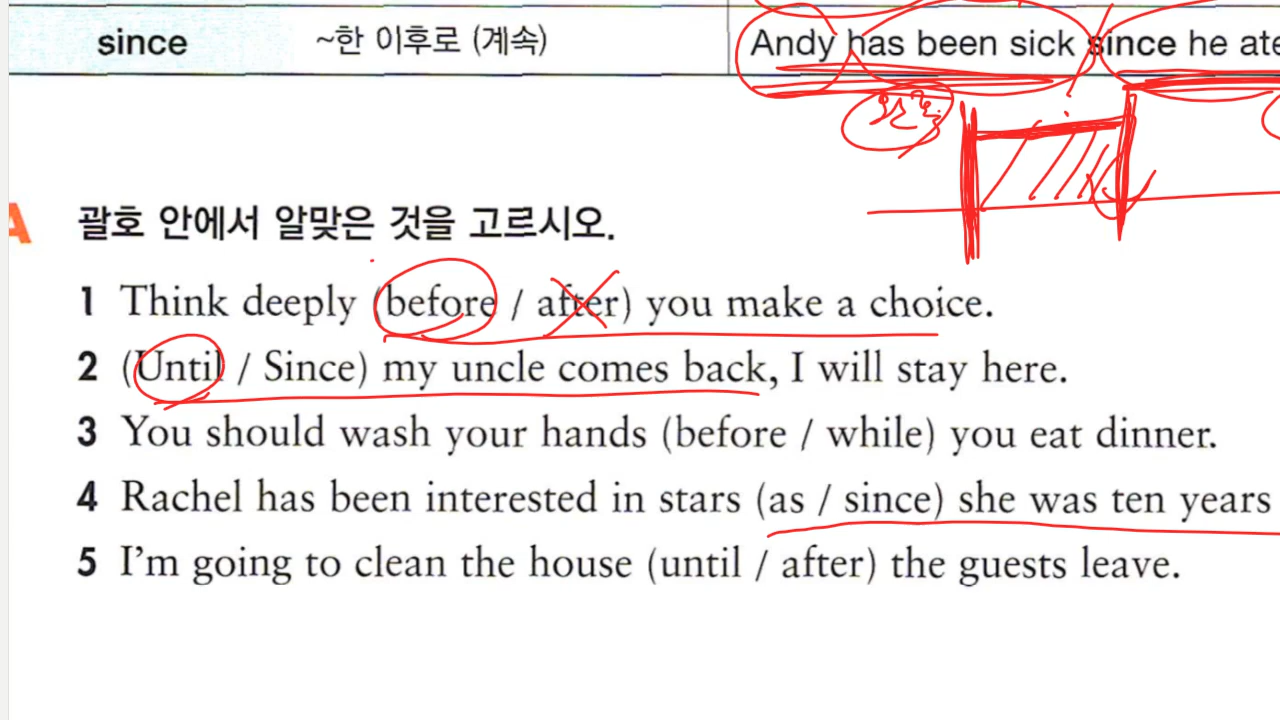 since ~한 이후로 (계속) Andy has been sick since he ate
A 괄호 안에서 알맞은 것을 고르시오.
1 Think deeply (before / after) you make a choice.
2 (Until / Since) my uncle comes back, I will stay here.
3 You should wash your hands (before / while) you eat dinner.
4 Rachel has been interested in stars (as / since) she was ten years
5 I'm going to clean the house (until / after) the guests leave.